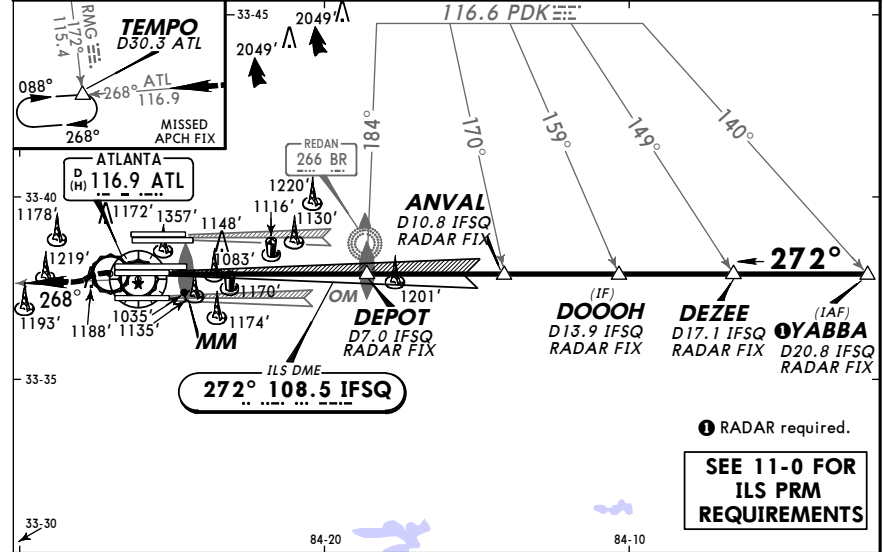 RMG
172°
115.4
TEMPO
D30.3 ATL
088°
268°
ATL
116.9
268°
MISSED
APCH FIX
33-45
2049'
2049'
116.6 PDK
184°
170°
159°
149°
140°
REDAN
266 BR
ATLANTA
D
(H)
116.9 ATL
33-40
1178'
1172'
1357'
1148'
1116'
1220'
1130'
1219'
1083'
ANVAL
D10.8 IFSQ
RADAR FIX
272°
268°
1193'
1188'
1035'
1135'
1170'
1174'
MM
OM
1201'
DEPOT
D7.0 IFSQ
RADAR FIX
(IF)
DOOOH
D13.9 IFSQ
RADAR FIX
DEZEE
D17.1 IFSQ
RADAR FIX
(IAF)
1 YABBA
D20.8 IFSQ
RADAR FIX
33-35
ILS DME
272° 108.5 IFSQ
1 RADAR required.
SEE 11-0 FOR
ILS PRM
REQUIREMENTS
33-30
84-20
84-10